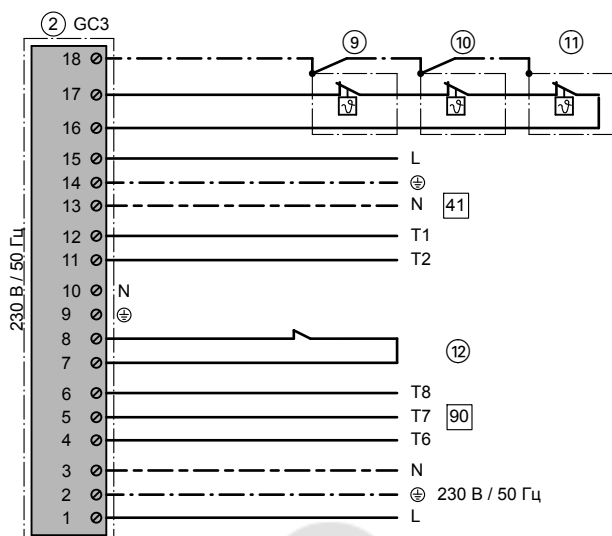 ② GC3
⑨ ⑩ ⑪
18
17
ϑ ϑ ϑ
16
15 L
14
13 N 41
12 T1
11 T2
10 N
9
8
⑫
7
6 T8
5 T7 90
4 T6
3 N
2 230 В / 50 Гц
1 L
230 В / 50 Гц